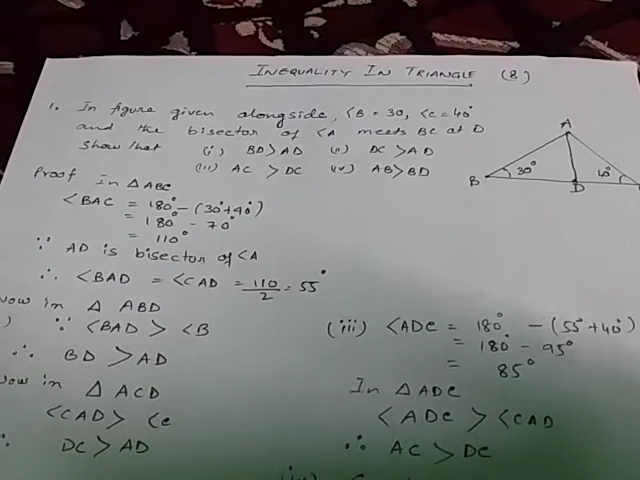 INEQUALITY IN TRIANGLE (8)
1. In figure given alongside, <B = 30, <C = 40°
and the bisector of <A meets BC at D
Show that (i) BD > AD (ii) DC > AD
(iii) AC > DC (iv) AB > BD
A
B 30° D 40°
Proof In △ ABC
<BAC = 180° - (30°+40°)
= 180° - 70°
= 110°
∵ AD is bisector of <A
∴ <BAD = <CAD = 110/2 = 55°
now in △ ABD
) ∵ <BAD > <B
∴ BD > AD
now in △ ACD
<CAD > <C
∴ DC > AD
(iii) <ADC = 180° - (55°+40°)
= 180° - 95°
= 85°
In △ ADC
<ADC > <CAD
∴ AC > DC